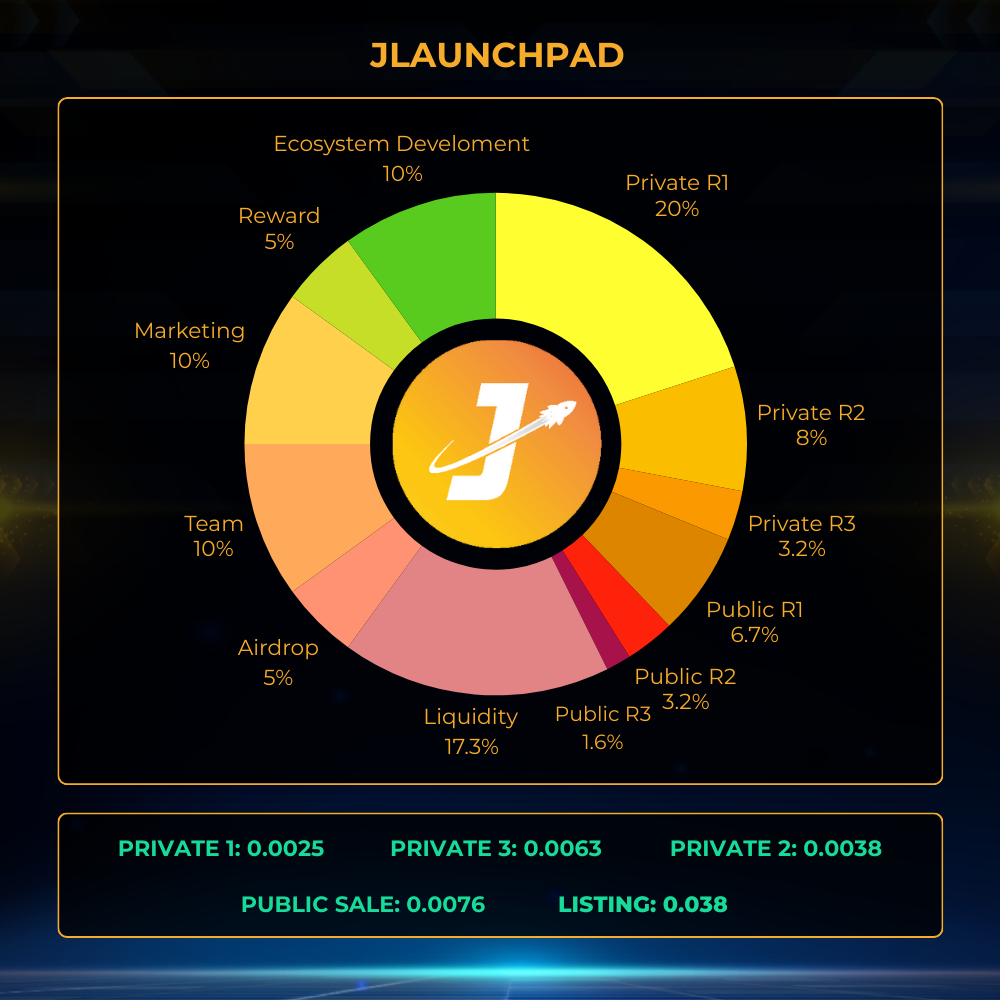 JLAUNCHPAD
Ecosystem Develoment
10%
Private R1
20%
Reward
5%
Marketing
10%
Private R2
8%
Team
10%
Private R3
3.2%
Public R1
6.7%
Airdrop
5%
Public R2
3.2%
Liquidity
17.3%
Public R3
1.6%
J
PRIVATE 1: 0.0025
PRIVATE 3: 0.0063
PRIVATE 2: 0.0038
PUBLIC SALE: 0.0076
LISTING: 0.038